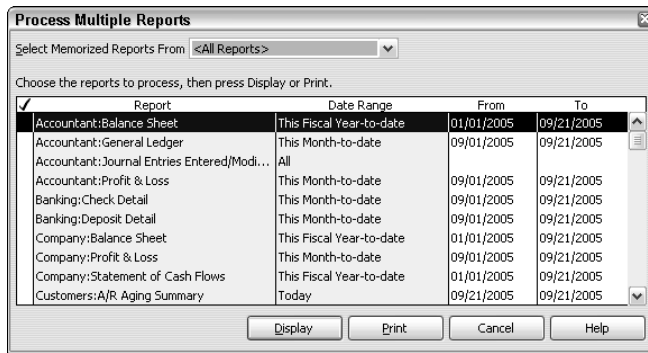 Process Multiple Reports
Select Memorized Reports From <All Reports>
Choose the reports to process, then press Display or Print.
✓ Report Date Range From To
Accountant:Balance Sheet This Fiscal Year-to-date 01/01/2005 09/21/2005
Accountant:General Ledger This Month-to-date 09/01/2005 09/21/2005
Accountant:Journal Entries Entered/Modi... All
Accountant:Profit & Loss This Month-to-date 09/01/2005 09/21/2005
Banking:Check Detail This Month-to-date 09/01/2005 09/21/2005
Banking:Deposit Detail This Month-to-date 09/01/2005 09/21/2005
Company:Balance Sheet This Fiscal Year-to-date 01/01/2005 09/21/2005
Company:Profit & Loss This Month-to-date 09/01/2005 09/21/2005
Company:Statement of Cash Flows This Fiscal Year-to-date 01/01/2005 09/21/2005
Customers:A/R Aging Summary Today 09/21/2005 09/21/2005
Display Print Cancel Help